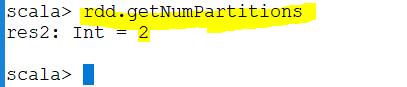 scala> rdd.getNumPartitions
res2: Int = 2
scala>